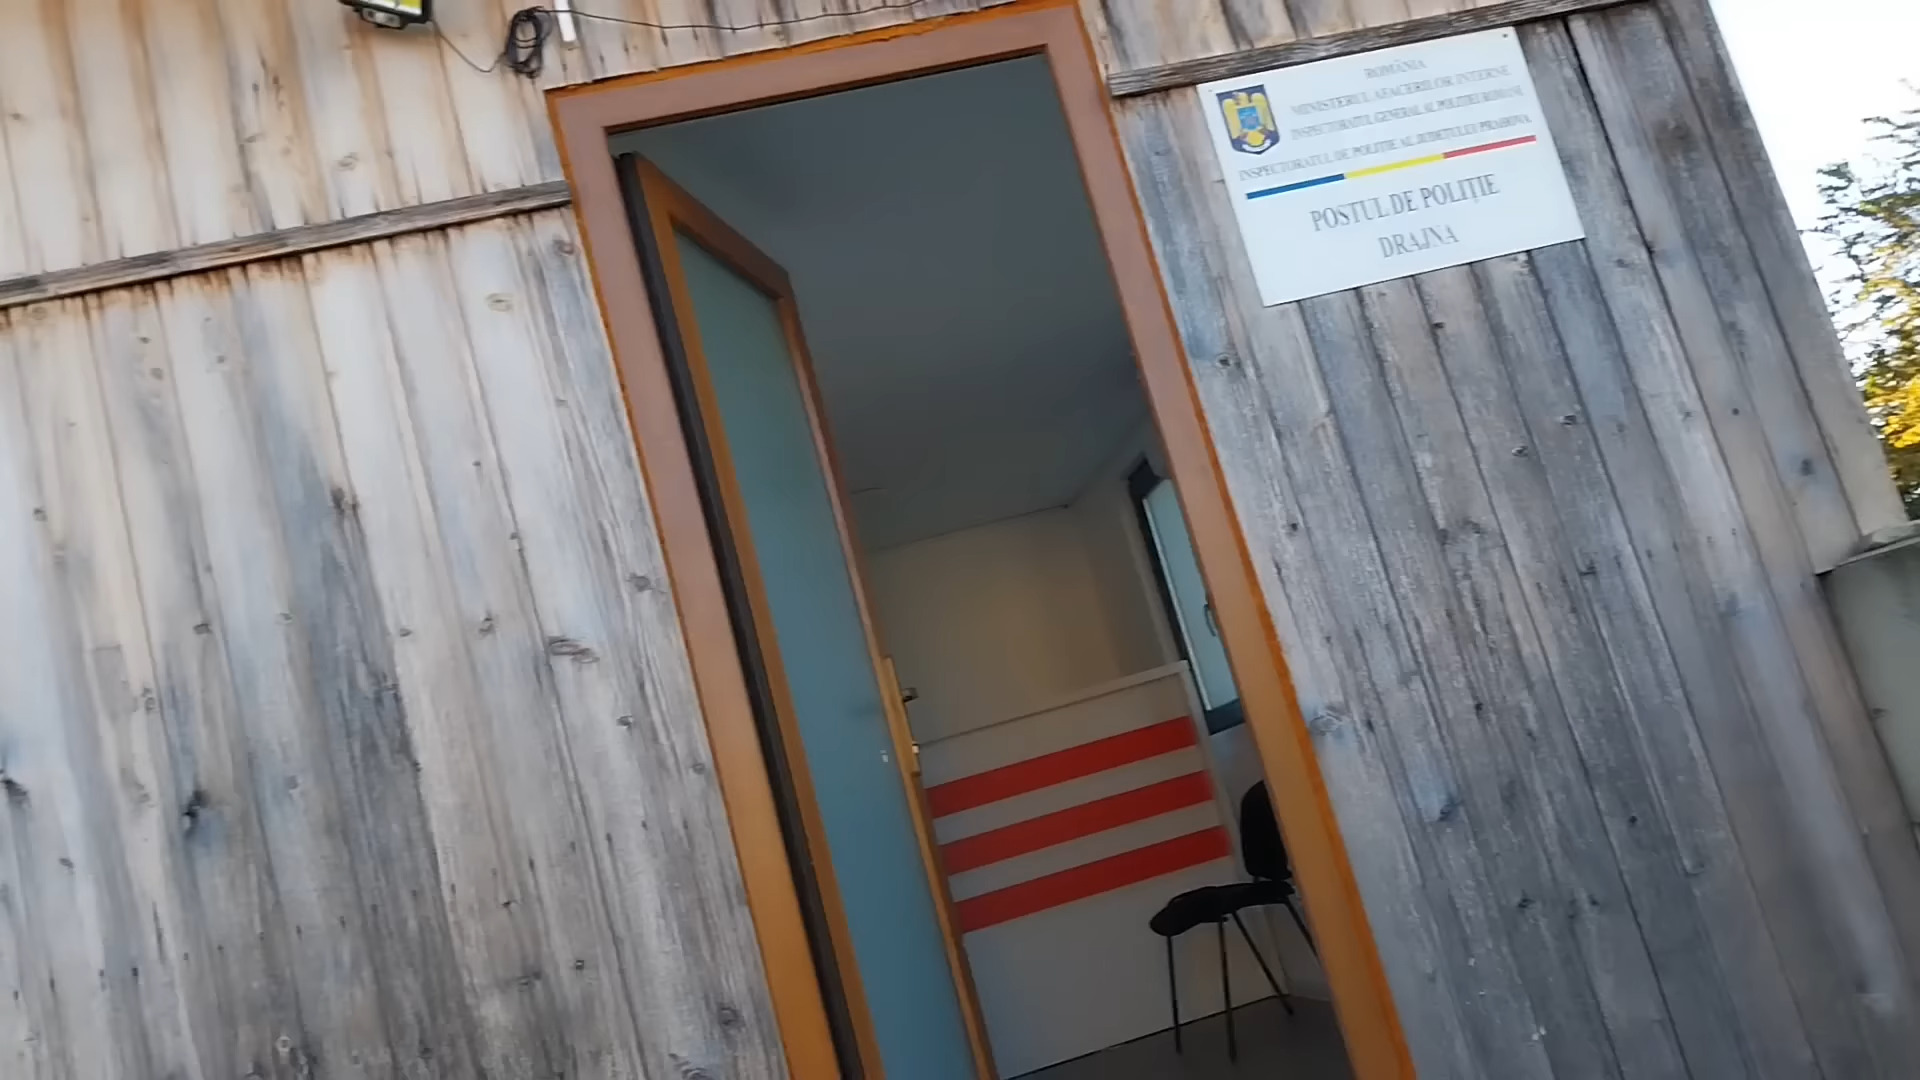 ROMÂNIA
MINISTERUL AFACERILOR INTERNE
INSPECTORATUL GENERAL AL POLIȚIEI ROMÂNE
INSPECTORATUL DE POLIȚIE AL JUDEȚULUI PRAHOVA
POSTUL DE POLIȚIE
DRAJNA